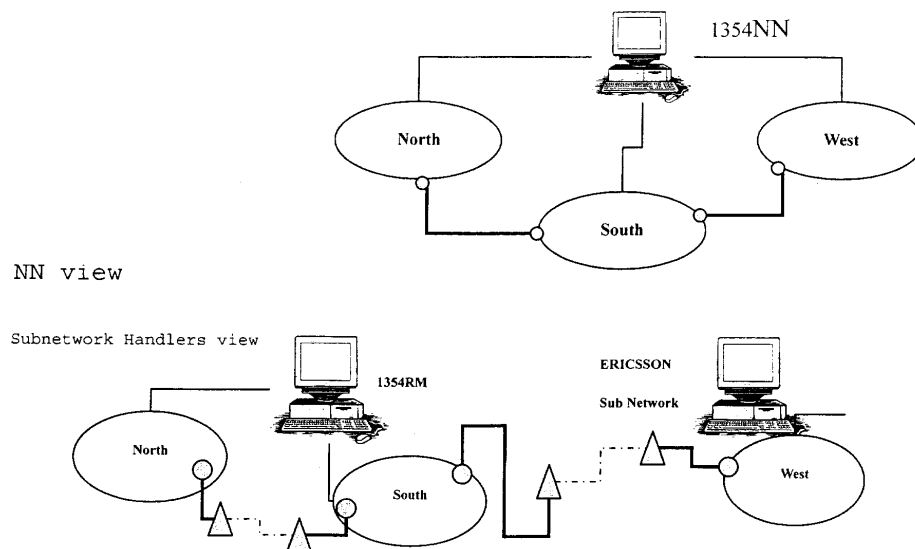 1354NN
North
West
South
NN view
Subnetwork Handlers view
1354RM
ERICSSON
Sub Network
North
South
West